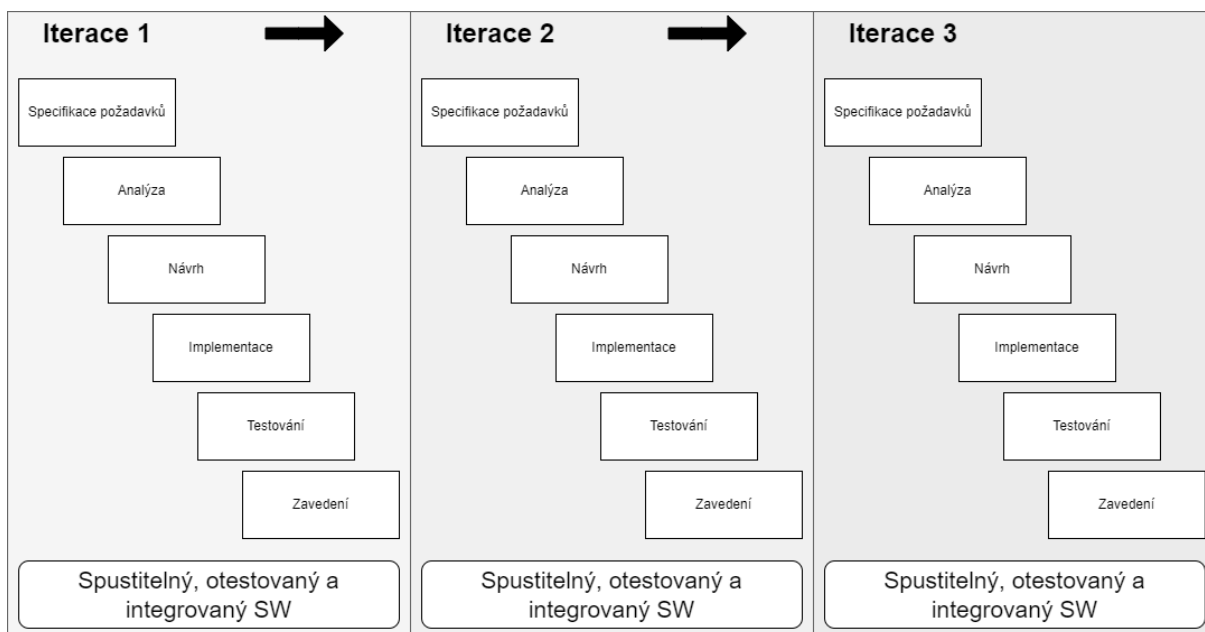 Iterace 1
Specifikace požadavků
Analýza
Návrh
Implementace
Testování
Zavedení
Spustitelný, otestovaný a
integrovaný SW
Iterace 2
Specifikace požadavků
Analýza
Návrh
Implementace
Testování
Zavedení
Spustitelný, otestovaný a
integrovaný SW
Iterace 3
Specifikace požadavků
Analýza
Návrh
Implementace
Testování
Zavedení
Spustitelný, otestovaný a
integrovaný SW